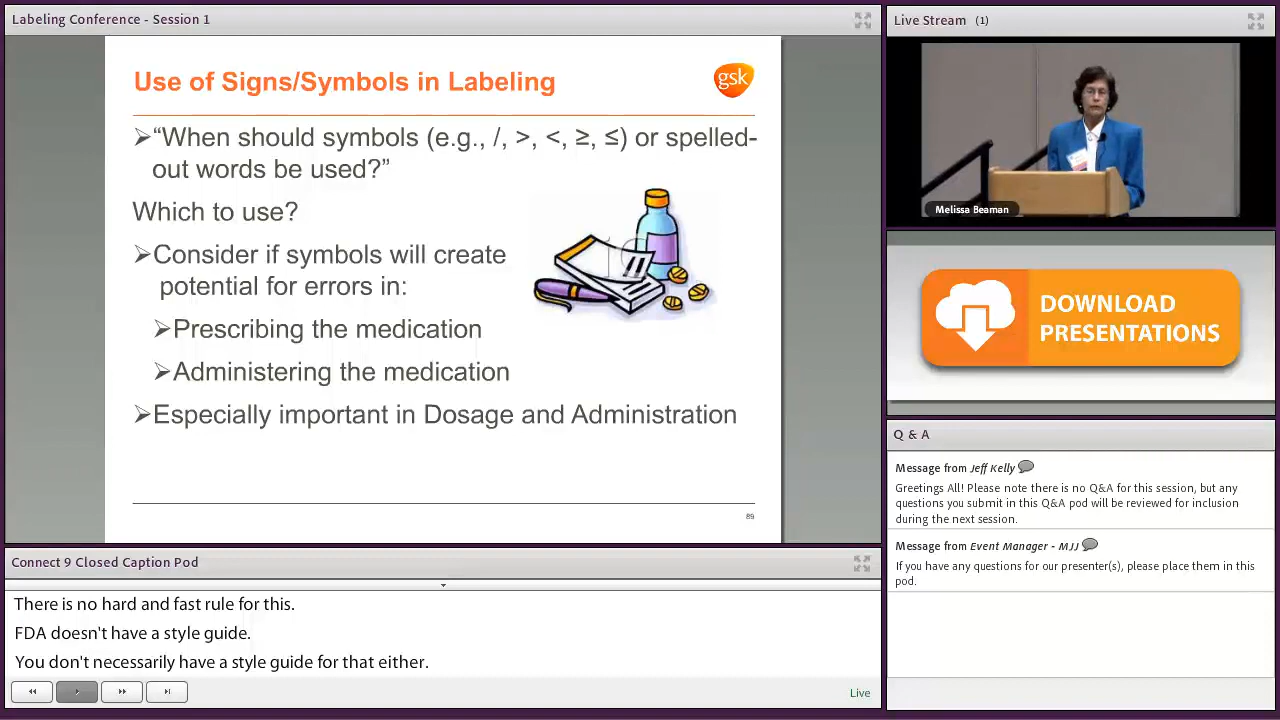 Labeling Conference - Session 1
Use of Signs/Symbols in Labeling
gsk
➢“When should symbols (e.g., /, >, <, ≥, ≤) or spelled-
out words be used?”
Which to use?
➢Consider if symbols will create
potential for errors in:
➢Prescribing the medication
➢Administering the medication
➢Especially important in Dosage and Administration
89
Connect 9 Closed Caption Pod
There is no hard and fast rule for this.
FDA doesn't have a style guide.
You don't necessarily have a style guide for that either.
Live
Live Stream (1)
Melissa Beaman
DOWNLOAD
PRESENTATIONS
Q & A
Message from Jeff Kelly
Greetings All! Please note there is no Q&A for this session, but any
questions you submit in this Q&A pod will be reviewed for inclusion
during the next session.
Message from Event Manager - MJJ
If you have any questions for our presenter(s), please place them in this
pod.